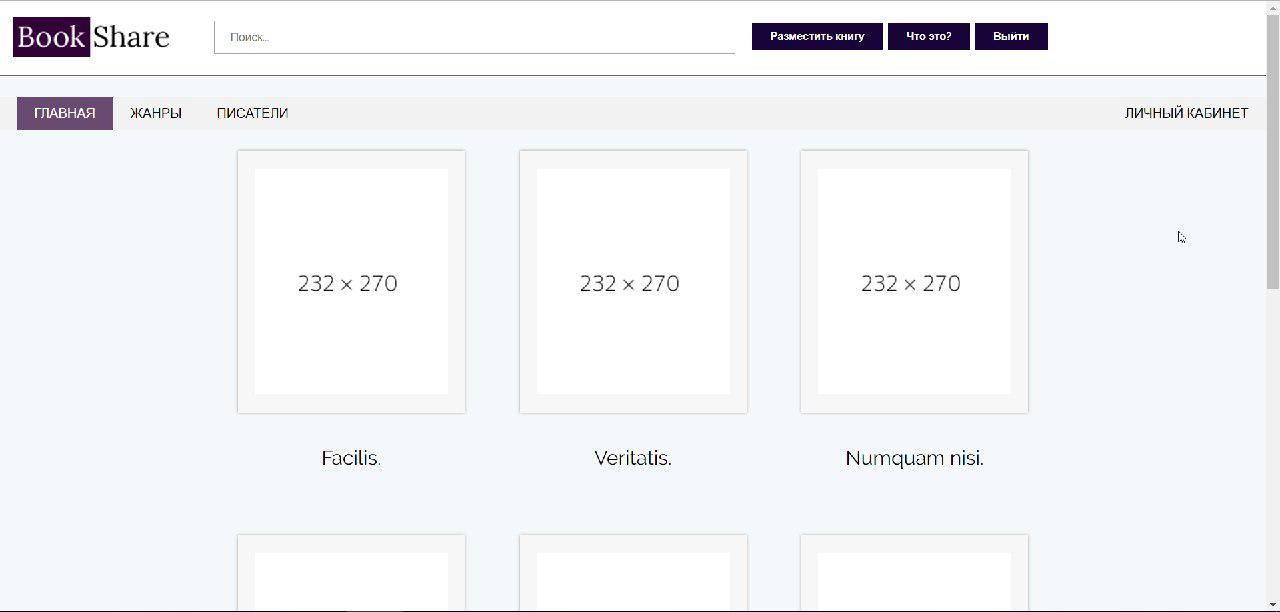 Book Share
Поиск...
Разместить книгу
Что это?
Выйти
ГЛАВНАЯ
ЖАНРЫ
ПИСАТЕЛИ
ЛИЧНЫЙ КАБИНЕТ
232 × 270
232 × 270
232 × 270
Facilis.
Veritatis.
Numquam nisi.